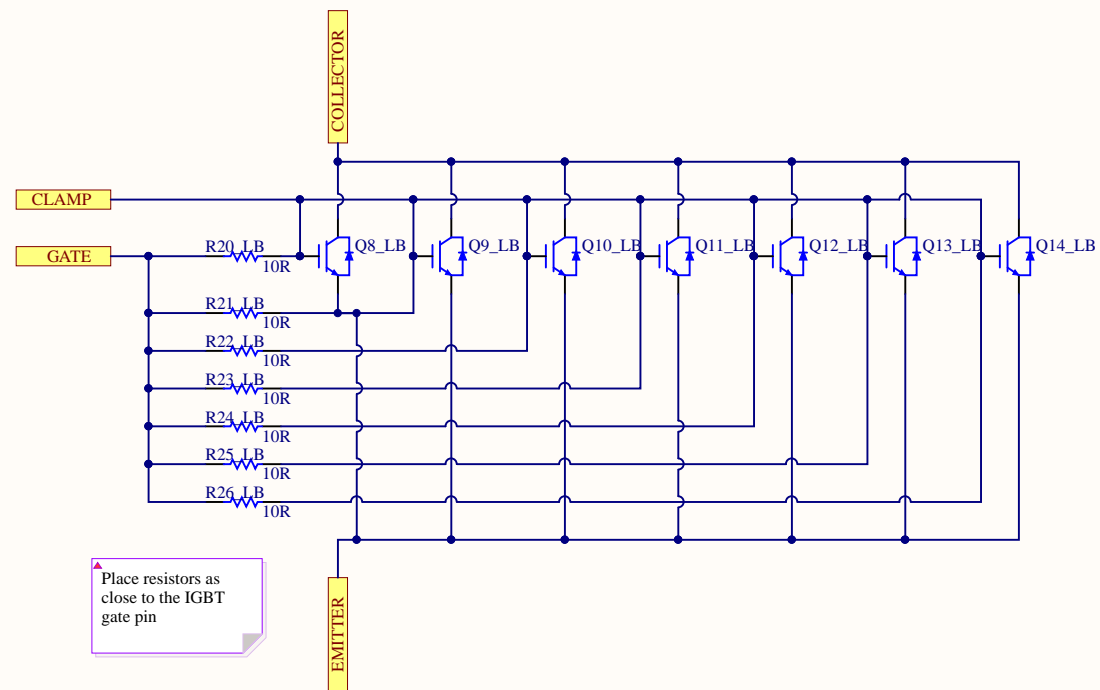 COLLECTOR
CLAMP
GATE
R20_LB
10R
Q8_LB
Q9_LB
Q10_LB
Q11_LB
Q12_LB
Q13_LB
Q14_LB
R21_LB
10R
R22_LB
10R
R23_LB
10R
R24_LB
10R
R25_LB
10R
R26_LB
10R
Place resistors as
close to the IGBT
gate pin
EMITTER